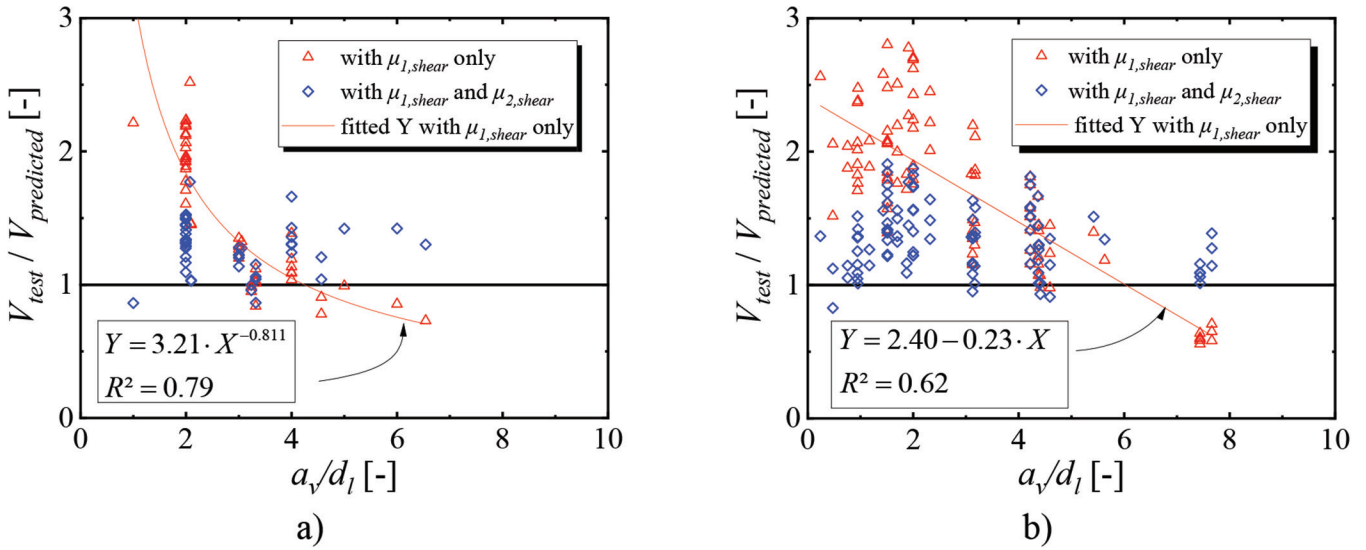 V_test / V_predicted [-]
3
2
1
0
with μ_1,shear only
with μ_1,shear and μ_2,shear
fitted Y with μ_1,shear only
Y = 3.21 · X^−0.811
R² = 0.79
0 2 4 6 8 10
a_v/d_l [-]
a)
V_test / V_predicted [-]
3
2
1
0
with μ_1,shear only
with μ_1,shear and μ_2,shear
fitted Y with μ_1,shear only
Y = 2.40 − 0.23 · X
R² = 0.62
0 2 4 6 8 10
a_v/d_l [-]
b)